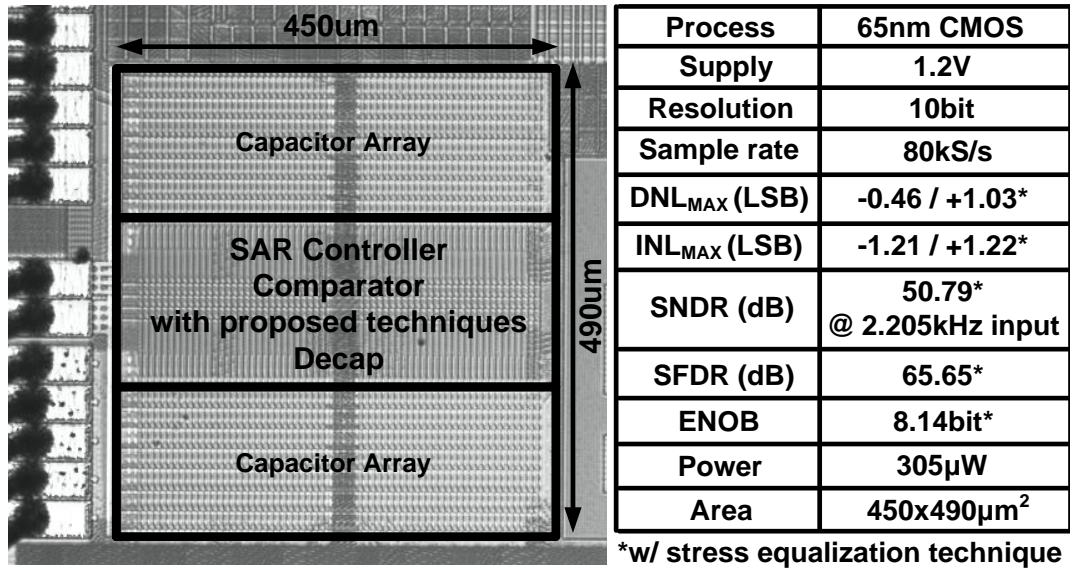 450um
Capacitor Array
SAR Controller
Comparator
with proposed techniques
Decap
490um
Capacitor Array
Process 65nm CMOS
Supply 1.2V
Resolution 10bit
Sample rate 80kS/s
DNLMAX (LSB) -0.46 / +1.03*
INLMAX (LSB) -1.21 / +1.22*
SNDR (dB) 50.79*
@ 2.205kHz input
SFDR (dB) 65.65*
ENOB 8.14bit*
Power 305µW
Area 450x490µm²
*w/ stress equalization technique